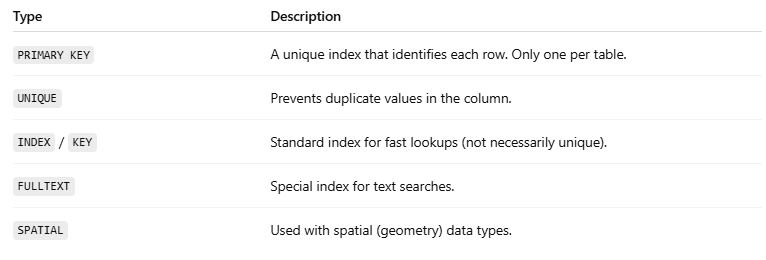 Type Description
PRIMARY KEY A unique index that identifies each row. Only one per table.
UNIQUE Prevents duplicate values in the column.
INDEX / KEY Standard index for fast lookups (not necessarily unique).
FULLTEXT Special index for text searches.
SPATIAL Used with spatial (geometry) data types.